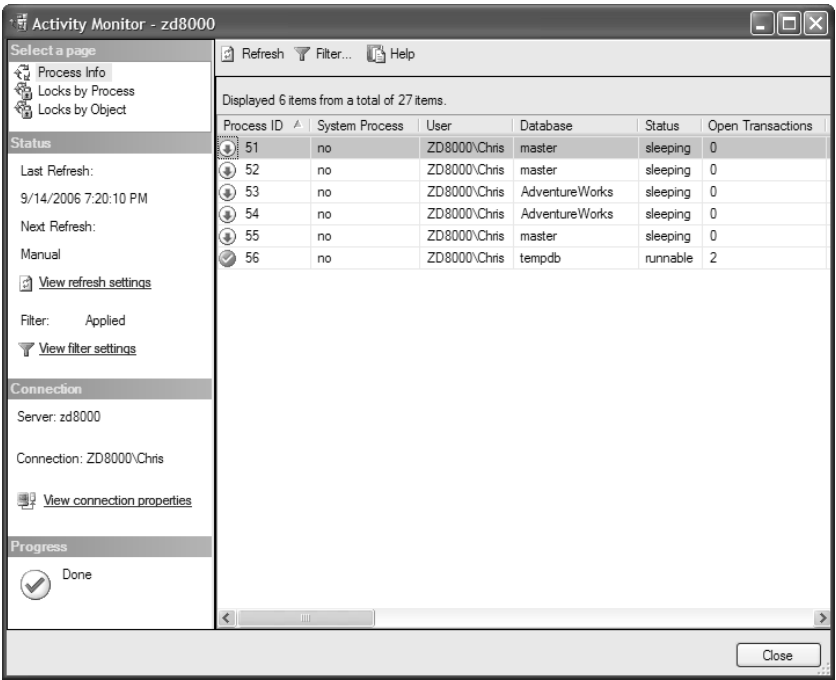 Activity Monitor - zd8000
Select a page
Process Info
Locks by Process
Locks by Object
Status
Last Refresh:
9/14/2006 7:20:10 PM
Next Refresh:
Manual
View refresh settings
Filter: Applied
View filter settings
Connection
Server: zd8000
Connection: ZD8000\Chris
View connection properties
Progress
Done
Refresh Filter... Help
Displayed 6 items from a total of 27 items.
Process ID System Process User Database Status Open Transactions
51 no ZD8000\Chris master sleeping 0
52 no ZD8000\Chris master sleeping 0
53 no ZD8000\Chris AdventureWorks sleeping 0
54 no ZD8000\Chris AdventureWorks sleeping 0
55 no ZD8000\Chris master sleeping 0
56 no ZD8000\Chris tempdb runnable 2
Close